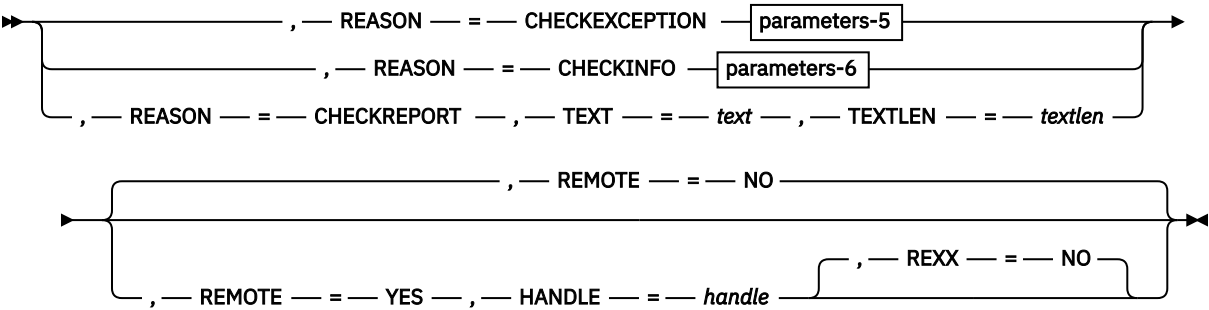 , REASON = CHECKEXCEPTION parameters-5
, REASON = CHECKINFO parameters-6
, REASON = CHECKREPORT , TEXT = text , TEXTLEN = textlen
, REMOTE = NO
, REXX = NO
, REMOTE = YES , HANDLE = handle